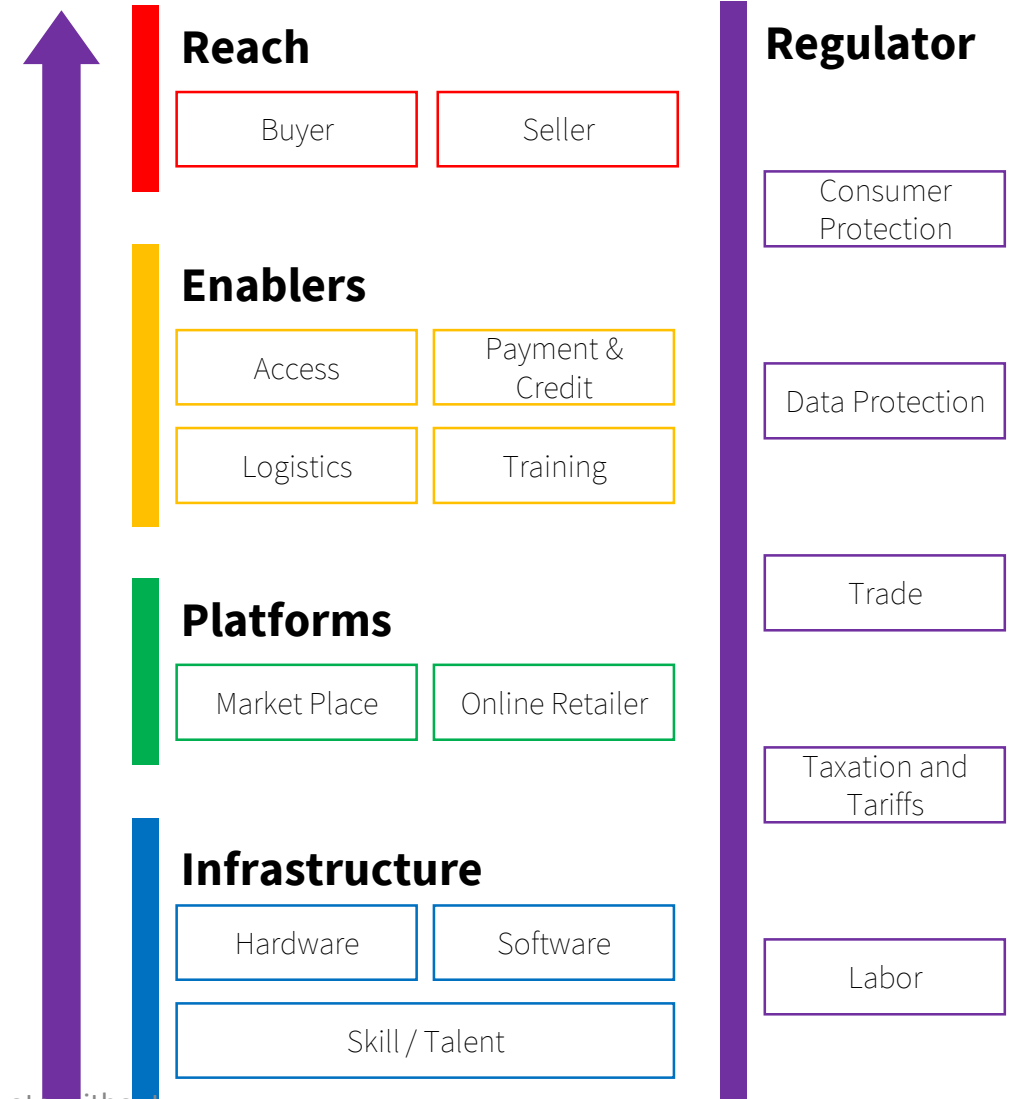 Reach
Buyer
Seller
Enablers
Access
Payment &
Credit
Logistics
Training
Platforms
Market Place
Online Retailer
Infrastructure
Hardware
Software
Skill / Talent
Regulator
Consumer
Protection
Data Protection
Trade
Taxation and
Tariffs
Labor